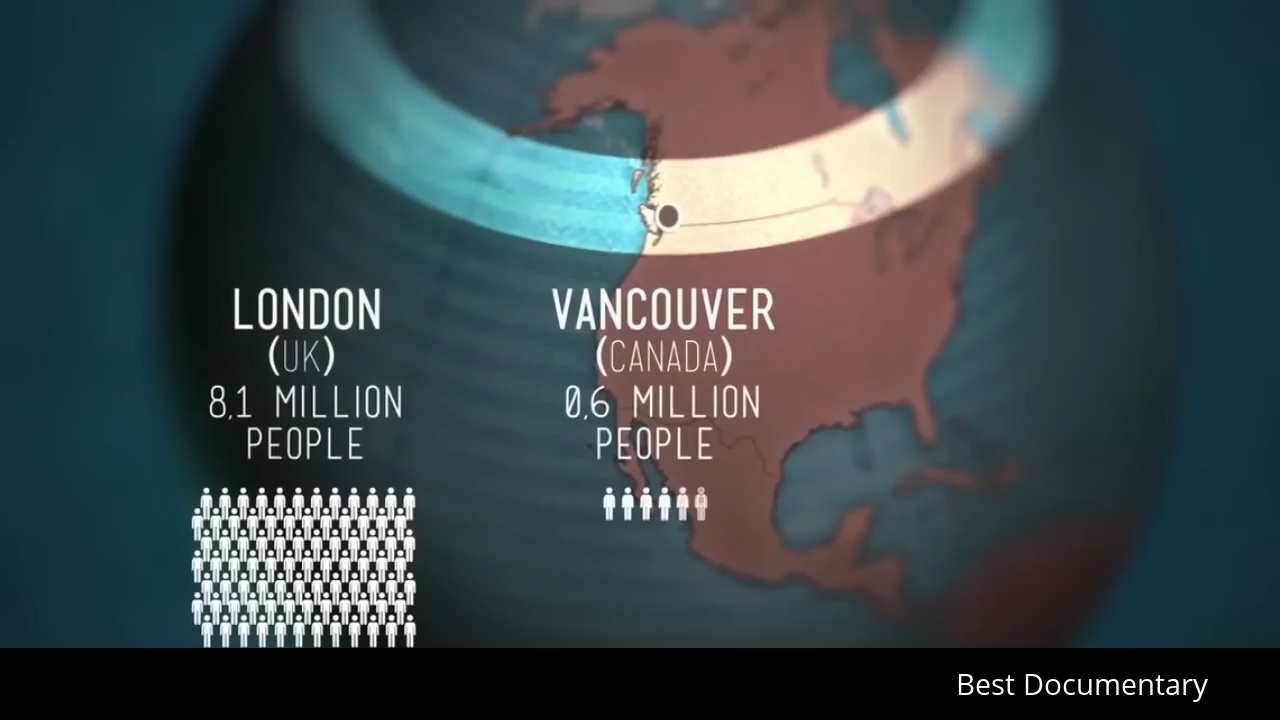 LONDON
(UK)
8,1 MILLION
PEOPLE
VANCOUVER
(CANADA)
0,6 MILLION
PEOPLE
Best Documentary